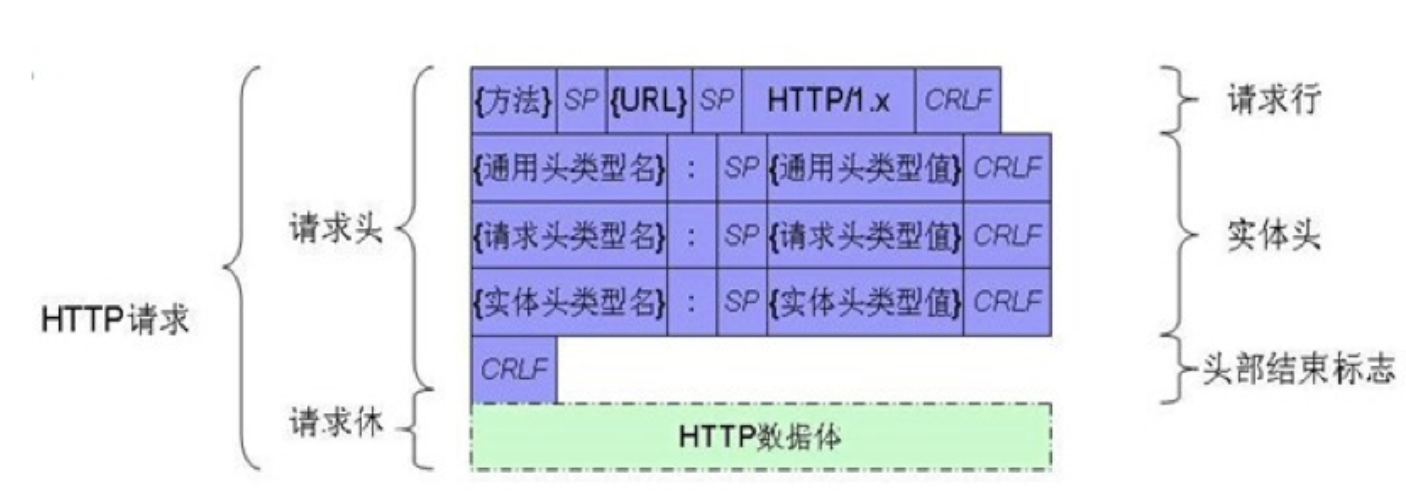 {方法} SP {URL} SP HTTP/1.x CRLF 请求行
{通用头类型名} : SP {通用头类型值} CRLF
请求头 {请求头类型名} : SP {请求头类型值} CRLF 实体头
{实体头类型名} : SP {实体头类型值} CRLF
HTTP请求
CRLF 头部结束标志
请求休 HTTP数据体